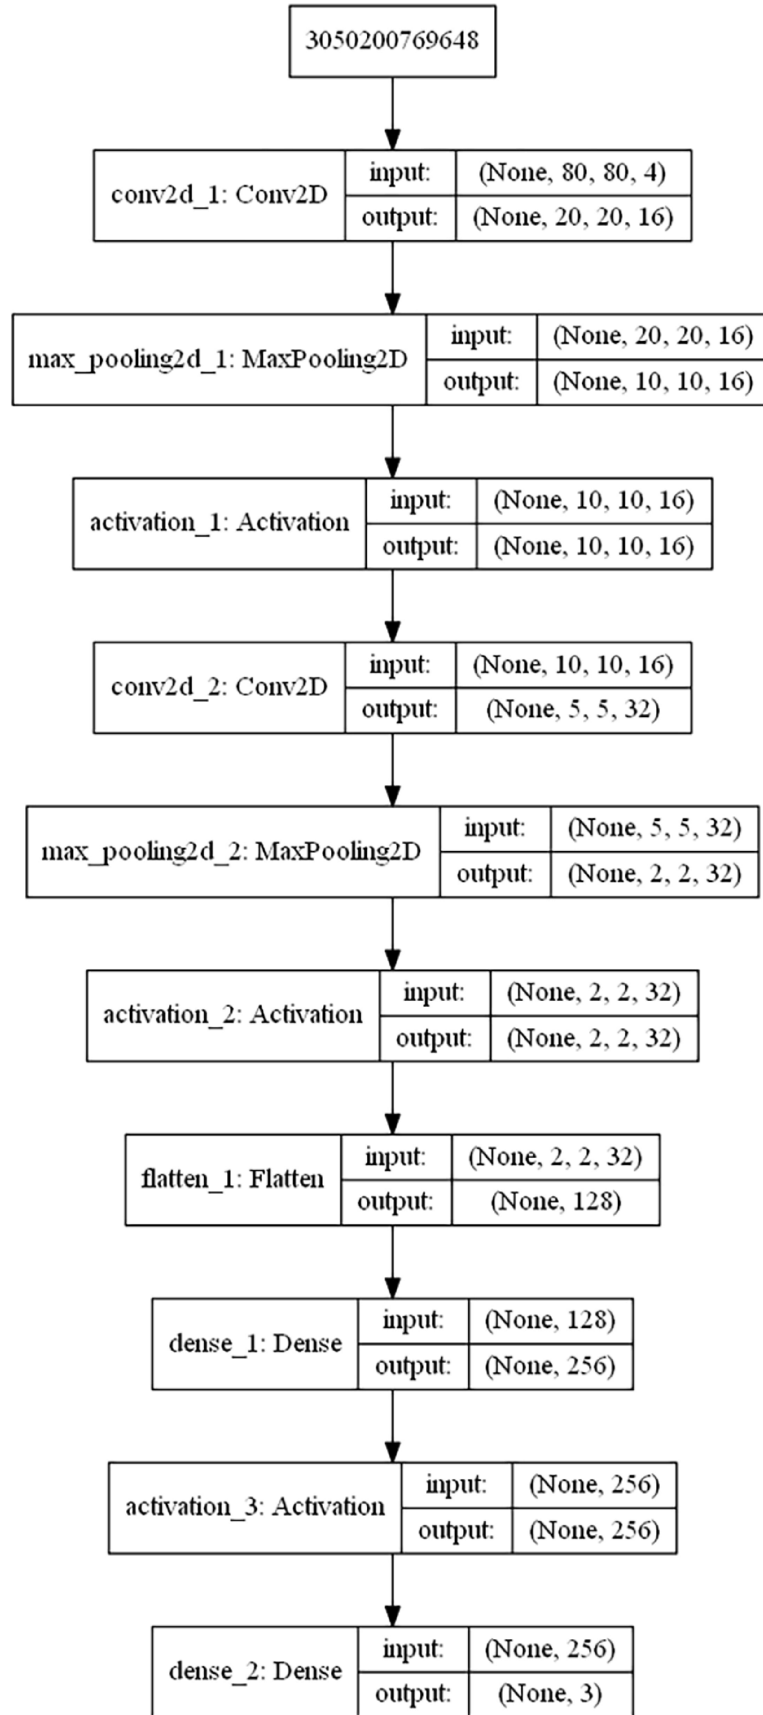 3050200769648
conv2d_1: Conv2D
input: (None, 80, 80, 4)
output: (None, 20, 20, 16)
max_pooling2d_1: MaxPooling2D
input: (None, 20, 20, 16)
output: (None, 10, 10, 16)
activation_1: Activation
input: (None, 10, 10, 16)
output: (None, 10, 10, 16)
conv2d_2: Conv2D
input: (None, 10, 10, 16)
output: (None, 5, 5, 32)
max_pooling2d_2: MaxPooling2D
input: (None, 5, 5, 32)
output: (None, 2, 2, 32)
activation_2: Activation
input: (None, 2, 2, 32)
output: (None, 2, 2, 32)
flatten_1: Flatten
input: (None, 2, 2, 32)
output: (None, 128)
dense_1: Dense
input: (None, 128)
output: (None, 256)
activation_3: Activation
input: (None, 256)
output: (None, 256)
dense_2: Dense
input: (None, 256)
output: (None, 3)